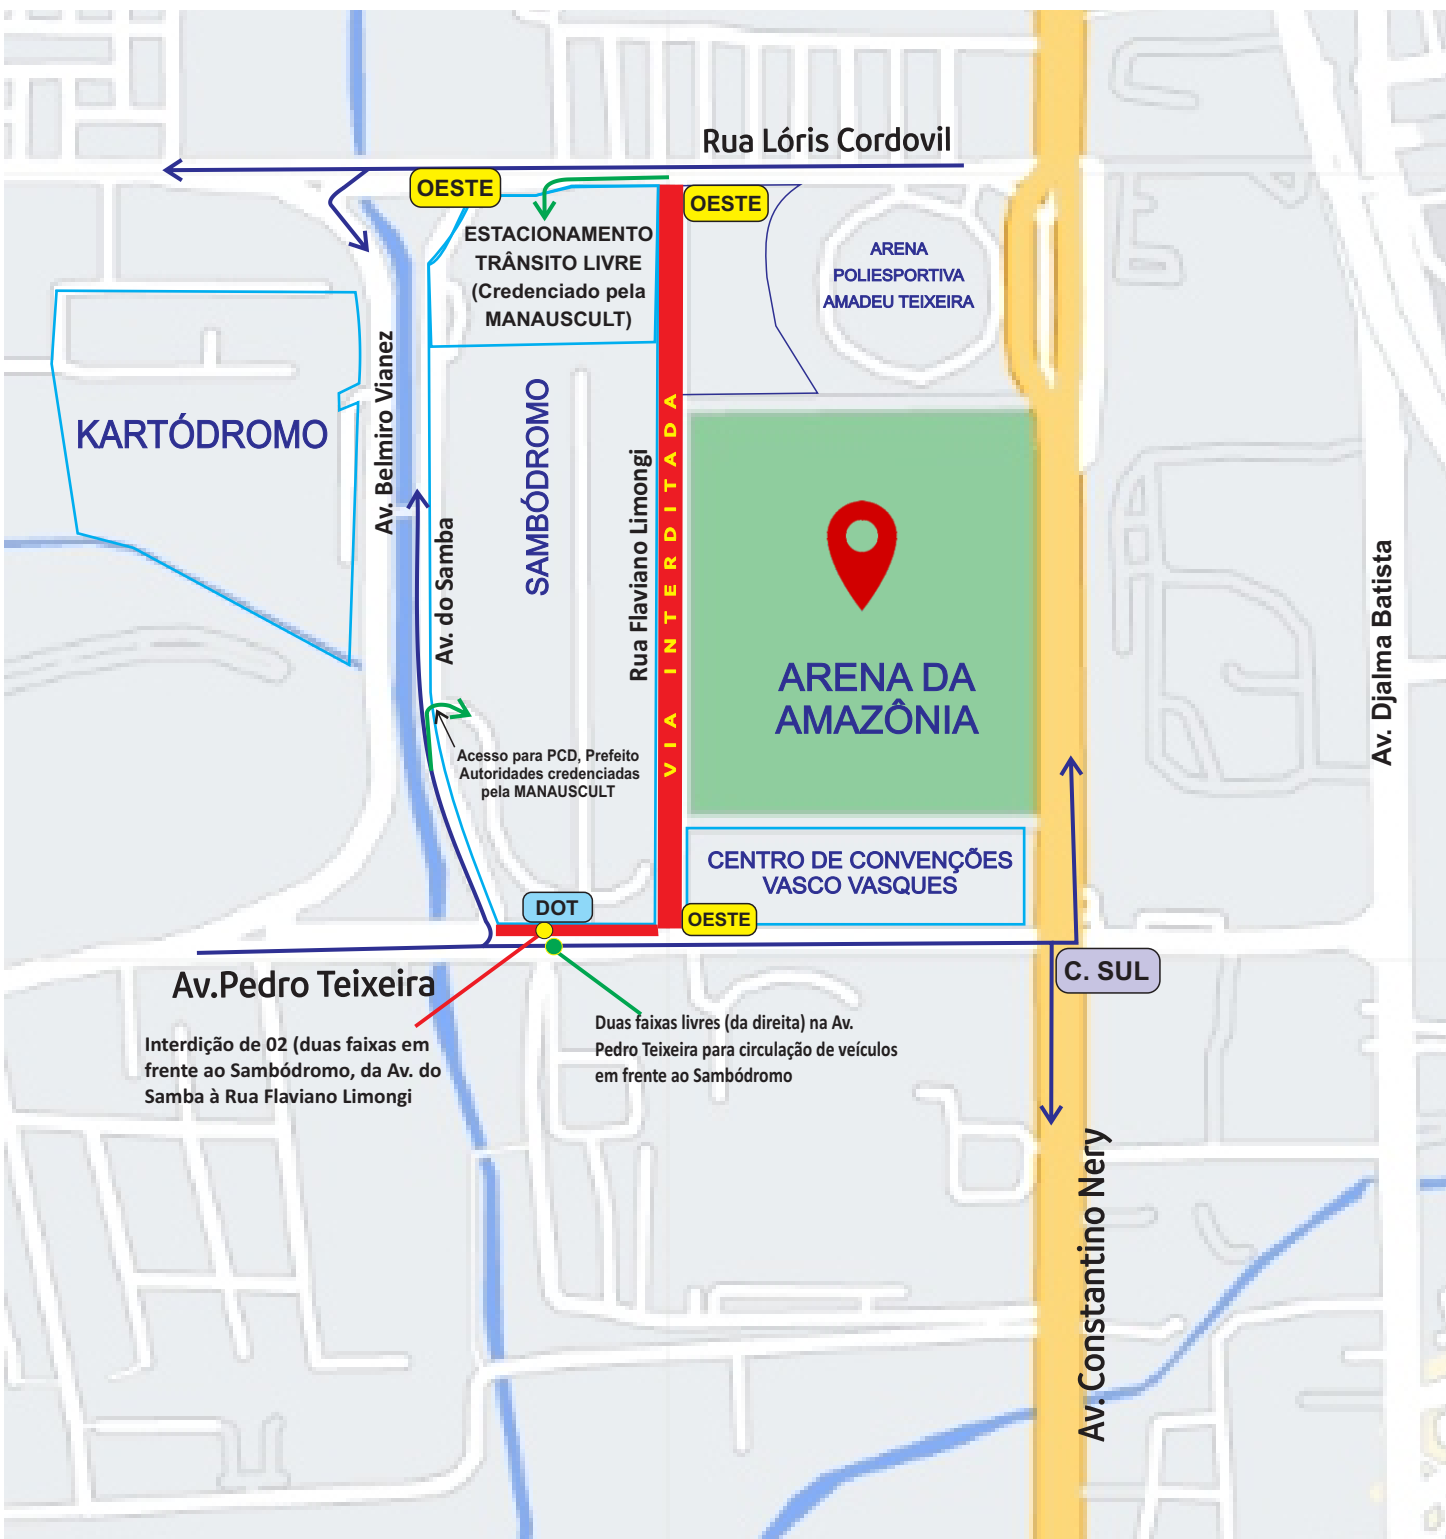 Rua Lóris Cordovil
OESTE
OESTE
ESTACIONAMENTO
TRÂNSITO LIVRE
(Credenciado pela
MANAUSCULT)
ARENA
POLIESPORTIVA
AMADEU TEIXEIRA
KARTÓDROMO
Av. Belmiro Vianez
SAMBÓDROMO
Av. do Samba
Rua Flaviano Limongi
VIA INTERDITADA
ARENA DA
AMAZÔNIA
Av. Djalma Batista
Acesso para PCD, Prefeito
Autoridades credenciadas
pela MANAUSCULT
CENTRO DE CONVENÇÕES
VASCO VASQUES
DOT
OESTE
C. SUL
Av.Pedro Teixeira
Interdição de 02 (duas faixas em
frente ao Sambódromo, da Av. do
Samba à Rua Flaviano Limongi
Duas faixas livres (da direita) na Av.
Pedro Teixeira para circulação de veículos
em frente ao Sambódromo
Av. Constantino Nery